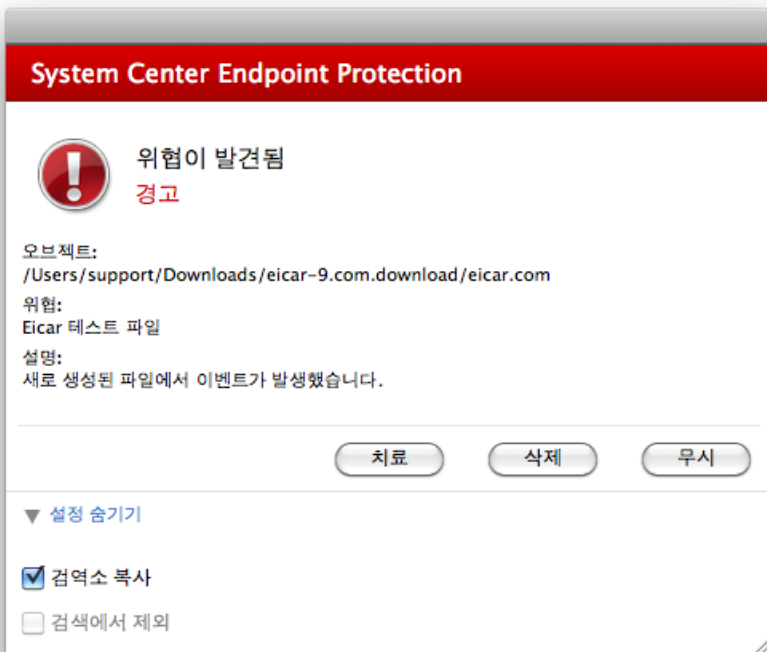 System Center Endpoint Protection
위협이 발견됨
경고
오브젝트:
/Users/support/Downloads/eicar-9.com.download/eicar.com
위협:
Eicar 테스트 파일
설명:
새로 생성된 파일에서 이벤트가 발생했습니다.
치료 삭제 무시
설정 숨기기
검역소 복사
검색에서 제외